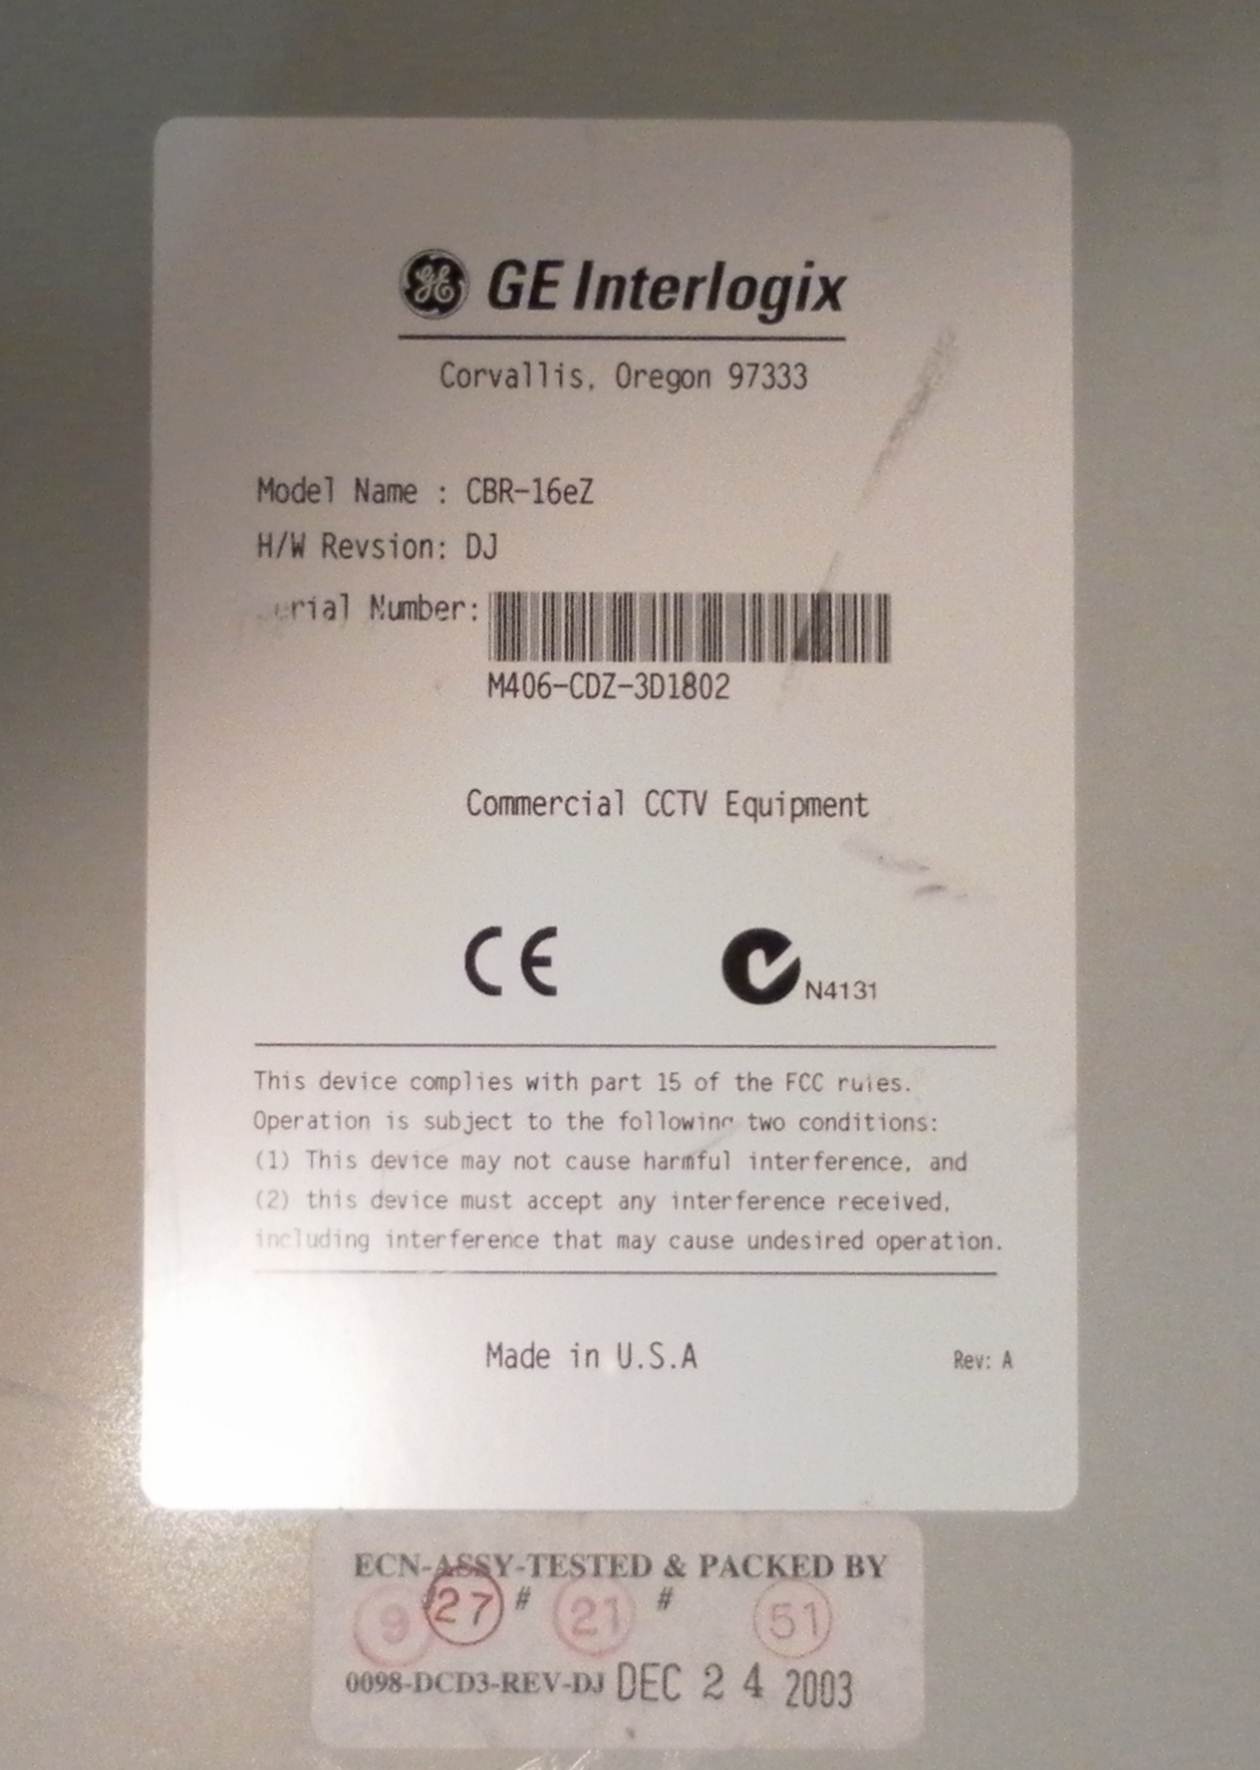 GE GE Interlogix
Corvallis, Oregon 97333
Model Name : CBR-16eZ
H/W Revsion: DJ
erial Number:
M406-CDZ-3D1802
Commercial CCTV Equipment
CE
N4131
This device complies with part 15 of the FCC rules.
Operation is subject to the following two conditions:
(1) This device may not cause harmful interference, and
(2) this device must accept any interference received,
including interference that may cause undesired operation.
Made in U.S.A Rev: A
ECN-ASSY-TESTED & PACKED BY
9 27 # 21 # 51
0098-DCD3-REV-DJ DEC 24 2003